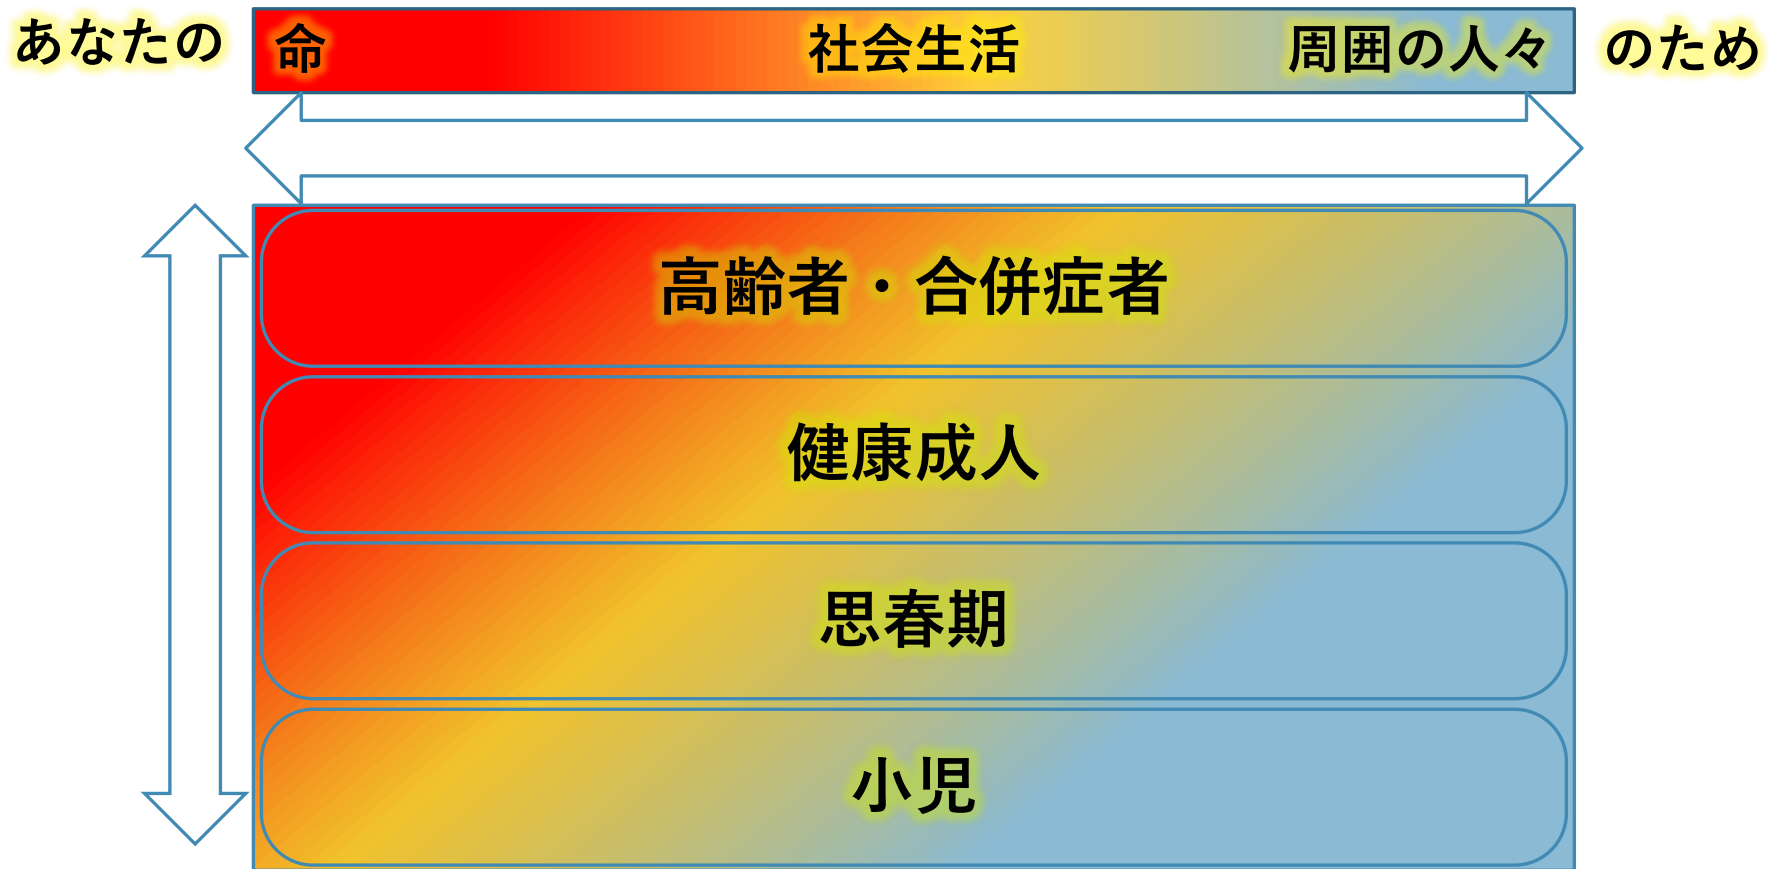 あなたの 命 社会生活 周囲の人々 のため
高齢者・合併症者
健康成人
思春期
小児